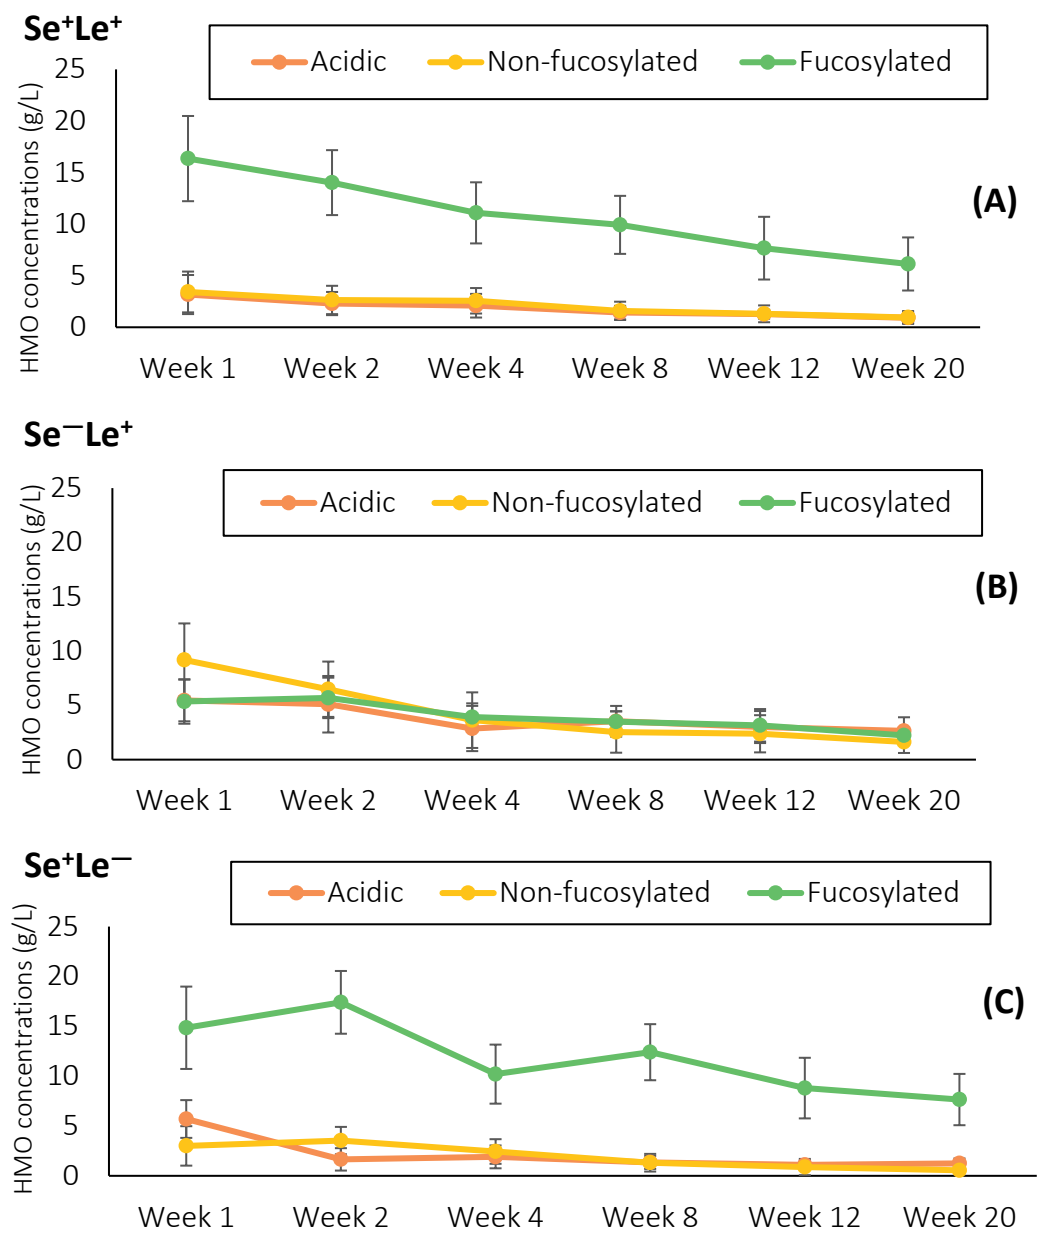 Se⁺Le⁺
Acidic Non-fucosylated Fucosylated
HMO concentrations (g/L)
25
20
15
10
5
0
(A)
Week 1 Week 2 Week 4 Week 8 Week 12 Week 20
Se—Le⁺
Acidic Non-fucosylated Fucosylated
HMO concentrations (g/L)
25
20
15
10
5
0
(B)
Week 1 Week 2 Week 4 Week 8 Week 12 Week 20
Se⁺Le—
Acidic Non-fucosylated Fucosylated
HMO concentrations (g/L)
25
20
15
10
5
0
(C)
Week 1 Week 2 Week 4 Week 8 Week 12 Week 20